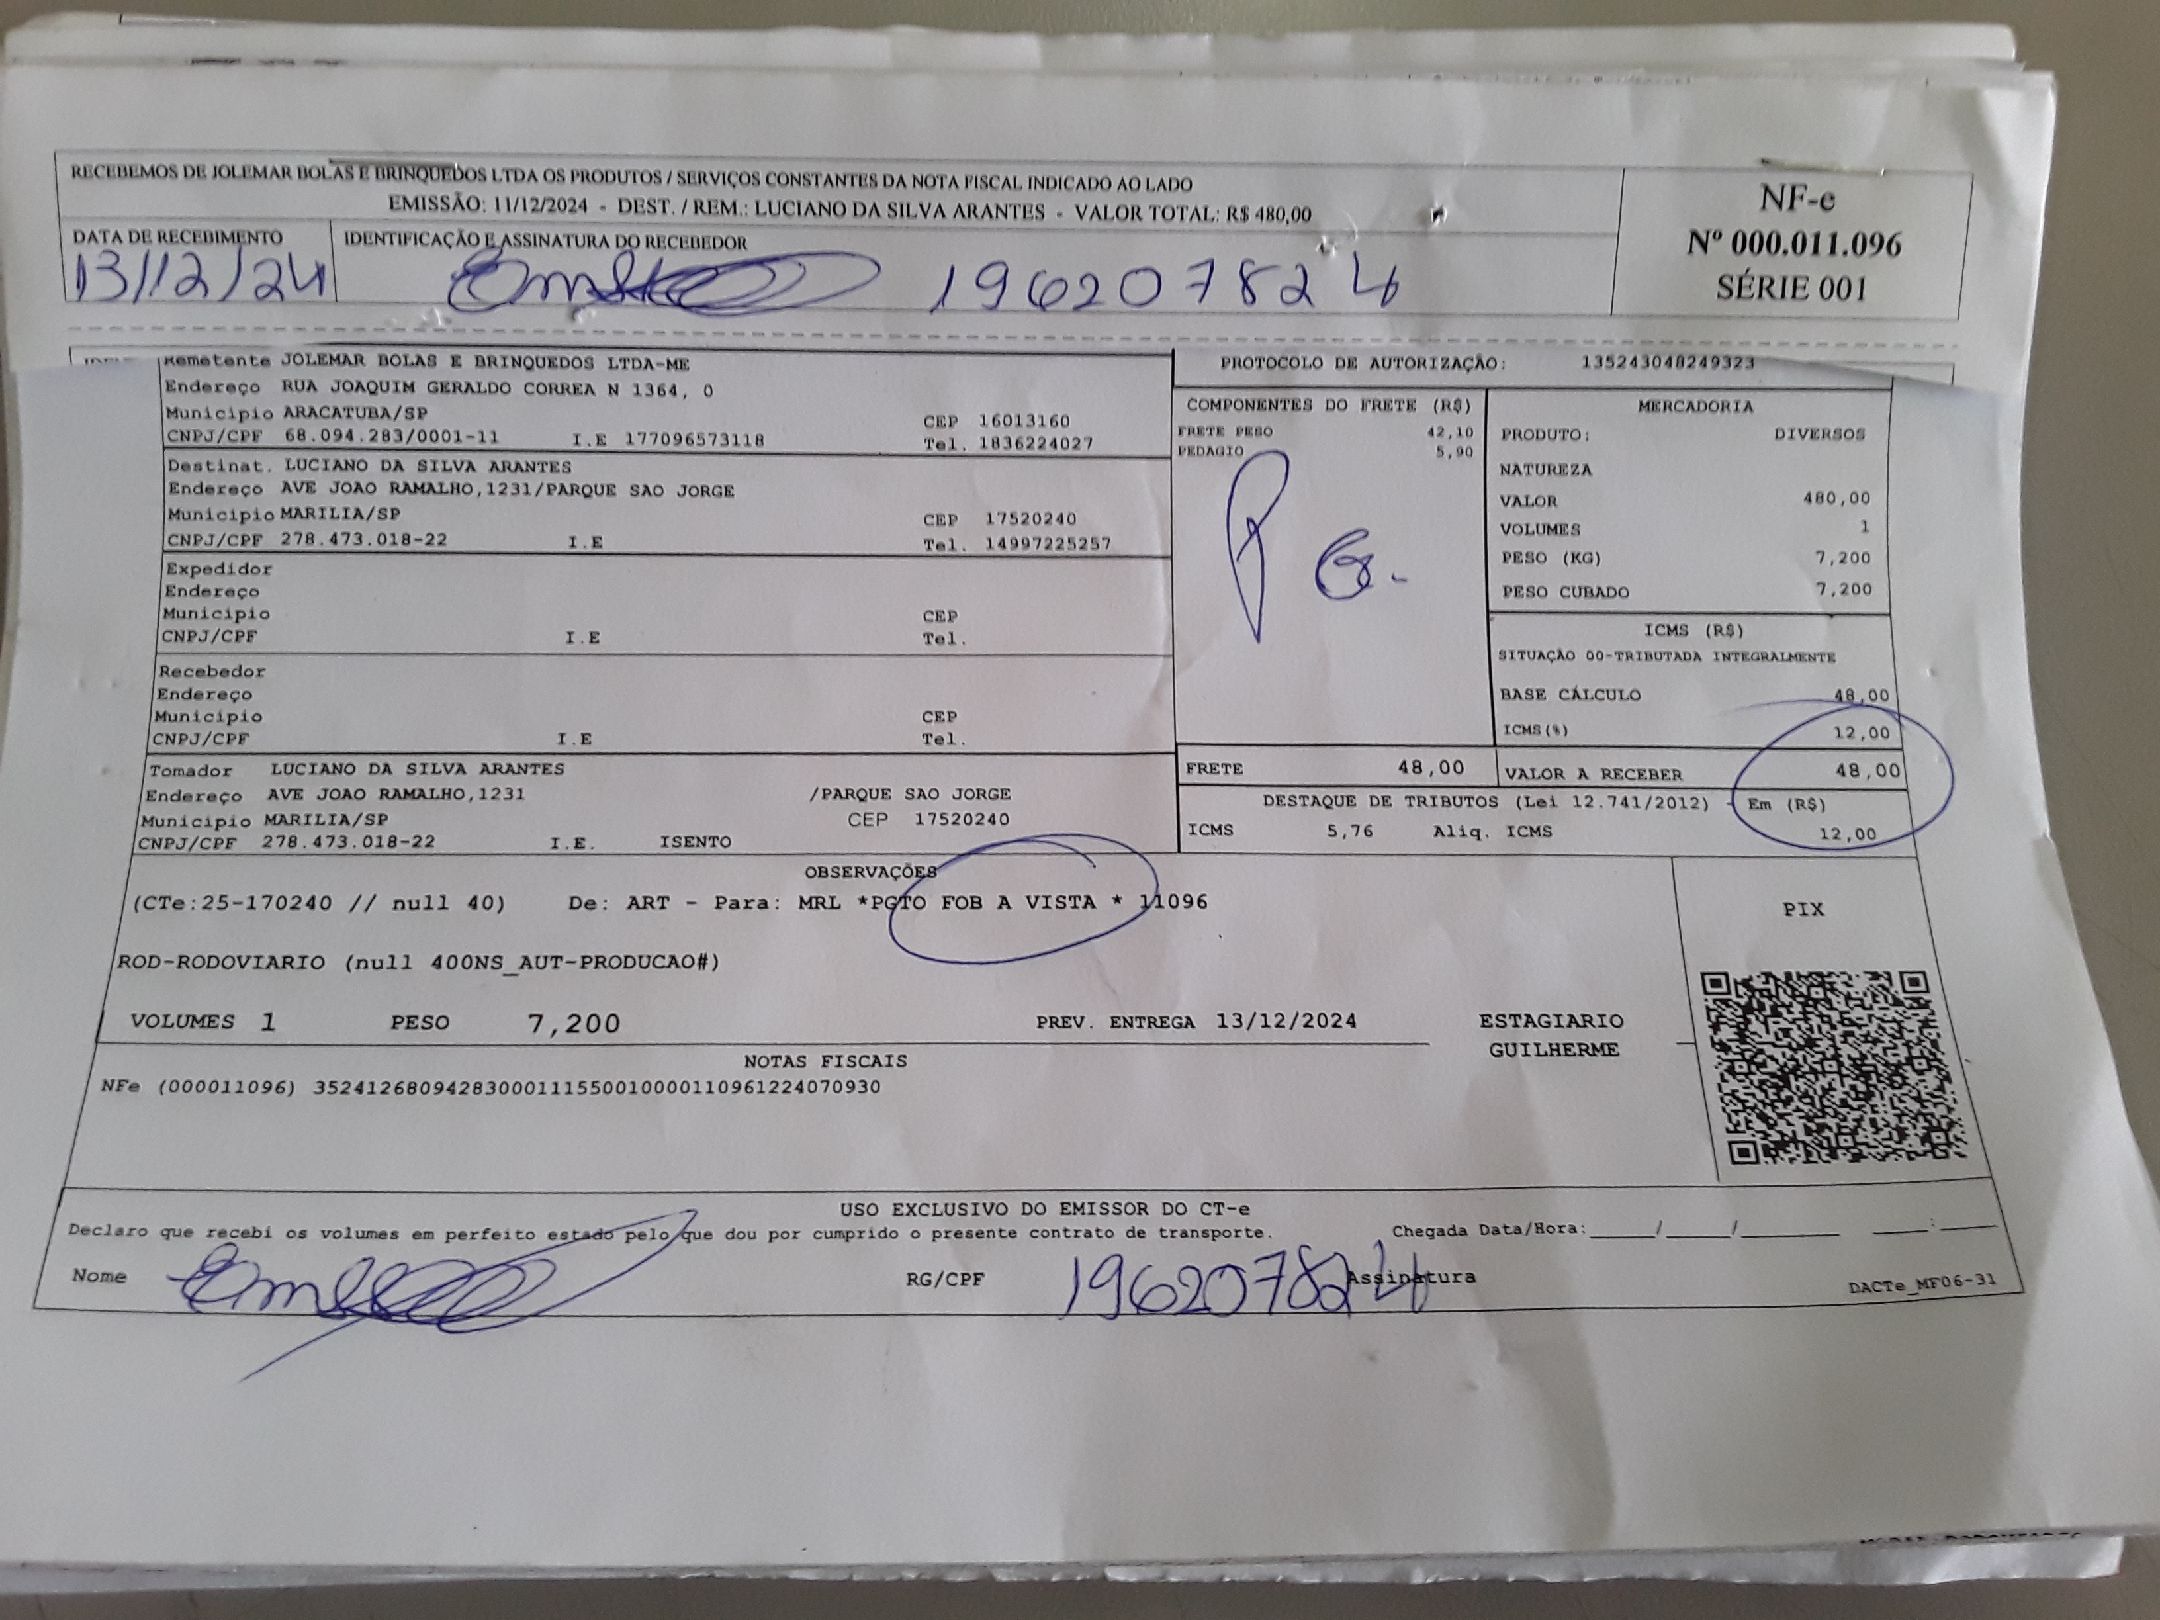 RECEBEMOS DE JOLEMAR BOLAS E BRINQUEDOS LTDA OS PRODUTOS / SERVIÇOS CONSTANTES DA NOTA FISCAL INDICADO AO LADO
EMISSÃO: 11/12/2024 - DEST. / REM.: LUCIANO DA SILVA ARANTES - VALOR TOTAL: R$ 480,00
NF-e
Nº 000.011.096
SÉRIE 001
DATA DE RECEBIMENTO
13/12/24
IDENTIFICAÇÃO E ASSINATURA DO RECEBEDOR
196207824
Remetente JOLEMAR BOLAS E BRINQUEDOS LTDA-ME
Endereço RUA JOAQUIM GERALDO CORREA N 1364, 0
Municipio ARACATUBA/SP CEP 16013160
CNPJ/CPF 68.094.283/0001-11 I.E 177096573118 Tel. 1836224027
Destinat. LUCIANO DA SILVA ARANTES
Endereço AVE JOAO RAMALHO,1231/PARQUE SAO JORGE
Municipio MARILIA/SP CEP 17520240
CNPJ/CPF 278.473.018-22 I.E Tel. 14997225257
Expedidor
Endereço
Municipio CEP
CNPJ/CPF I.E Tel.
Recebedor
Endereço
Municipio CEP
CNPJ/CPF I.E Tel.
Tomador LUCIANO DA SILVA ARANTES
Endereço AVE JOAO RAMALHO,1231 /PARQUE SAO JORGE
Municipio MARILIA/SP CEP 17520240
CNPJ/CPF 278.473.018-22 I.E. ISENTO
PROTOCOLO DE AUTORIZAÇÃO: 135243048249323
COMPONENTES DO FRETE (R$)
FRETE PESO 42,10
PEDAGIO 5,90
MERCADORIA
PRODUTO: DIVERSOS
NATUREZA
VALOR 480,00
VOLUMES 1
PESO (KG) 7,200
PESO CUBADO 7,200
ICMS (R$)
SITUAÇÃO 00-TRIBUTADA INTEGRALMENTE
BASE CÁLCULO 48,00
ICMS(%) 12,00
FRETE 48,00 VALOR A RECEBER 48,00
DESTAQUE DE TRIBUTOS (Lei 12.741/2012) - Em (R$)
ICMS 5,76 Aliq. ICMS 12,00
OBSERVAÇÕES
(CTe:25-170240 // null 40) De: ART - Para: MRL *PGTO FOB A VISTA * 11096
ROD-RODOVIARIO (null 400NS_AUT-PRODUCAO#)
PIX
VOLUMES 1 PESO 7,200 PREV. ENTREGA 13/12/2024 ESTAGIARIO
GUILHERME
NOTAS FISCAIS
NFe (000011096) 35241268094283000111550010000110961224070930
USO EXCLUSIVO DO EMISSOR DO CT-e
Declaro que recebi os volumes em perfeito estado pelo que dou por cumprido o presente contrato de transporte. Chegada Data/Hora:_____/_____/________ ____:____
Nome RG/CPF 196207824 Assinatura
DACTe_MF06-31